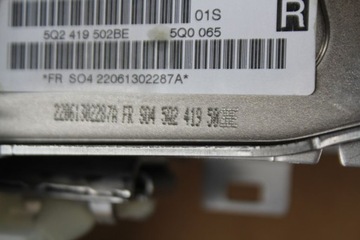 01S
R
5Q2 419 502BE 5Q0 065
*FR SO4 22061302287A*
22061302287A FR SO4 5Q2 419 50